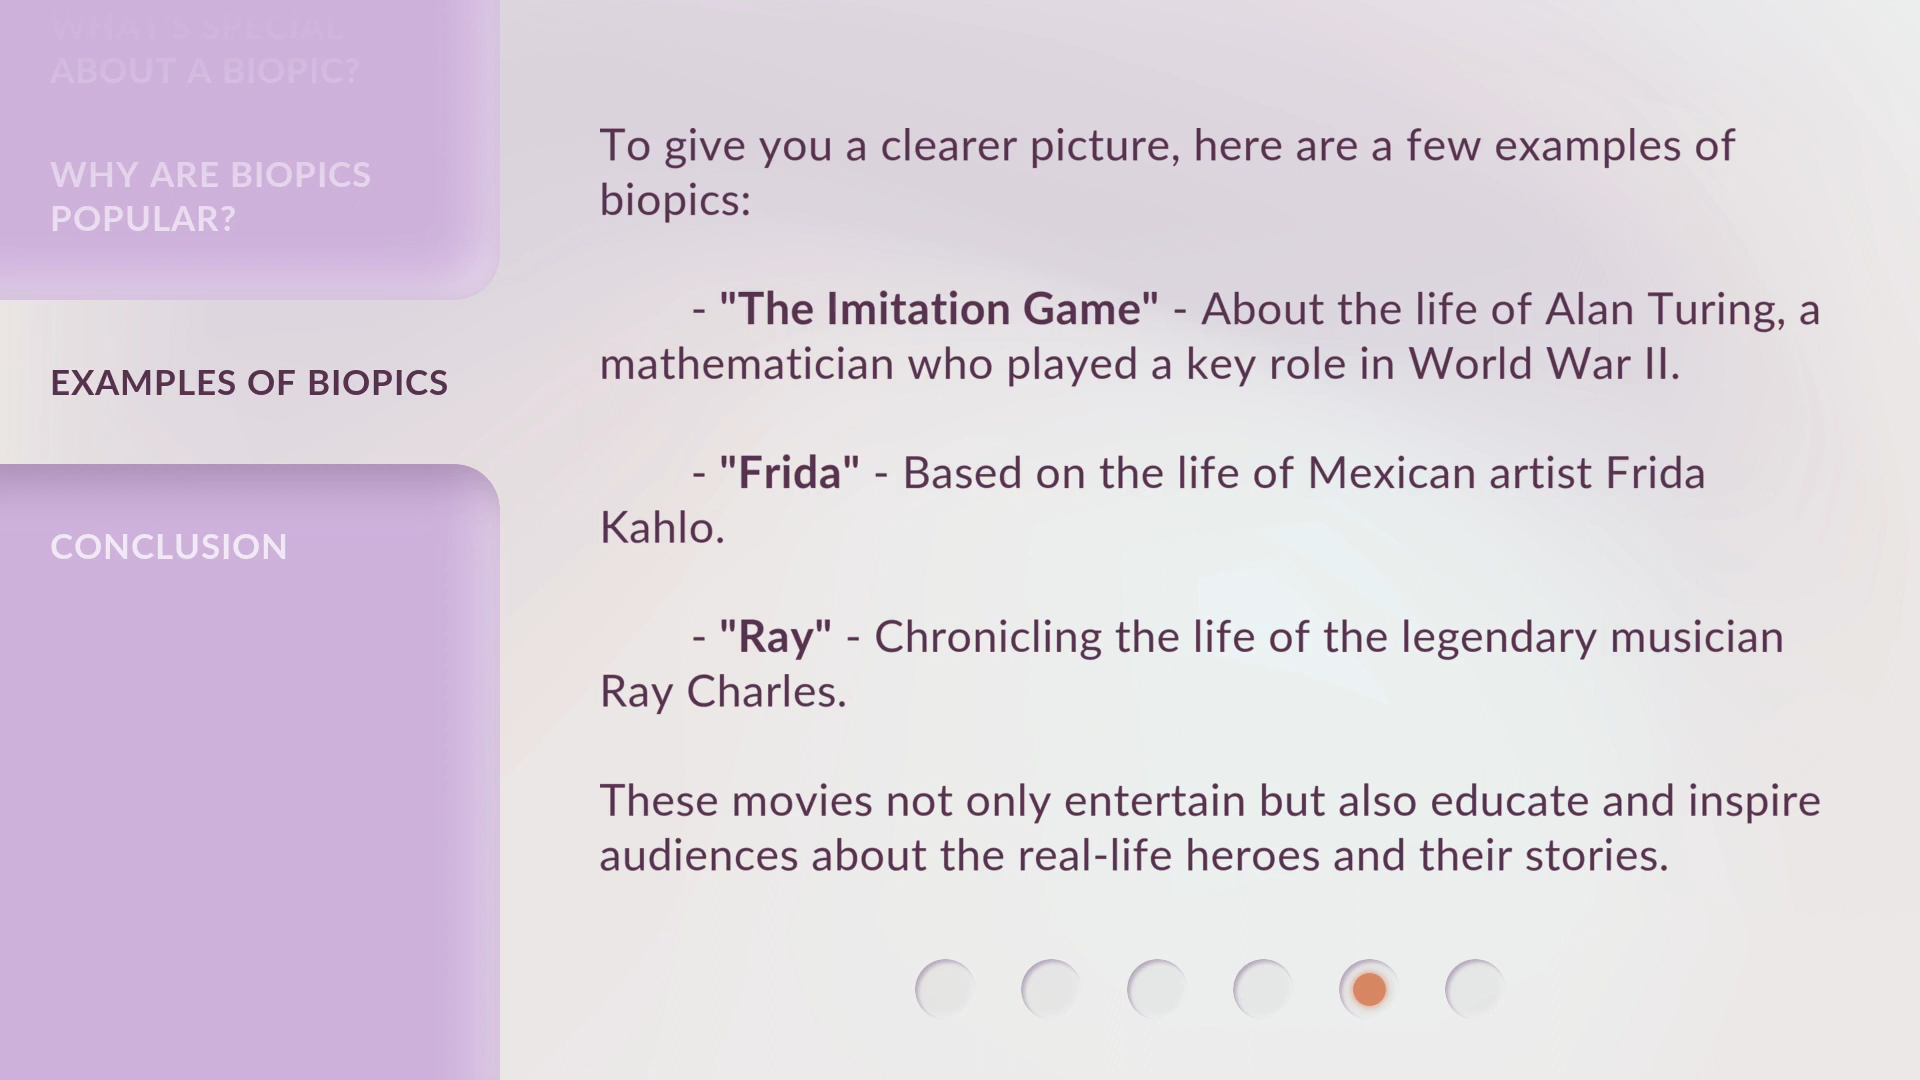 WHAT'S SPECIAL
ABOUT A BIOPIC?
WHY ARE BIOPICS
POPULAR?
EXAMPLES OF BIOPICS
CONCLUSION
To give you a clearer picture, here are a few examples of
biopics:
- "The Imitation Game" - About the life of Alan Turing, a
mathematician who played a key role in World War II.
- "Frida" - Based on the life of Mexican artist Frida
Kahlo.
- "Ray" - Chronicling the life of the legendary musician
Ray Charles.
These movies not only entertain but also educate and inspire
audiences about the real-life heroes and their stories.